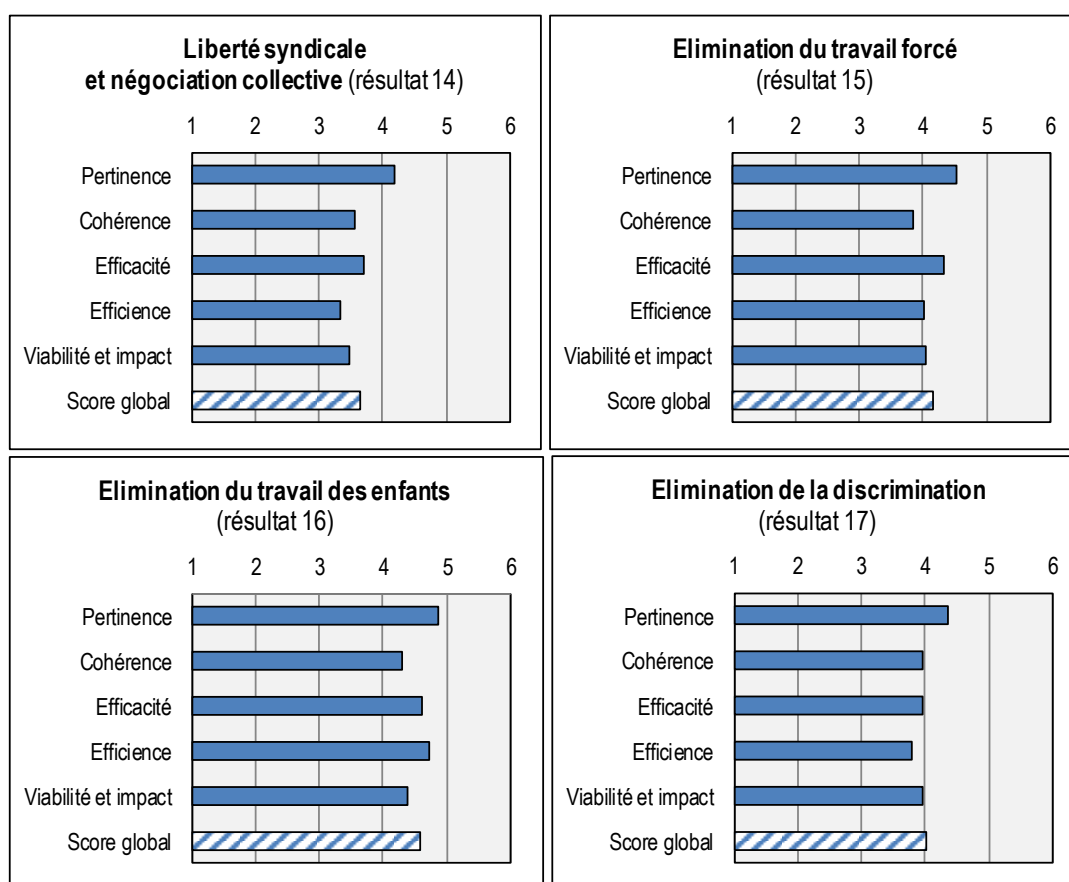 Liberté syndicale
et négociation collective (résultat 14)
1 2 3 4 5 6
Pertinence
Cohérence
Efficacité
Efficience
Viabilité et impact
Score global
Elimination du travail forcé
(résultat 15)
1 2 3 4 5 6
Pertinence
Cohérence
Efficacité
Efficience
Viabilité et impact
Score global
Elimination du travail des enfants
(résultat 16)
1 2 3 4 5 6
Pertinence
Cohérence
Efficacité
Efficience
Viabilité et impact
Score global
Elimination de la discrimination
(résultat 17)
1 2 3 4 5 6
Pertinence
Cohérence
Efficacité
Efficience
Viabilité et impact
Score global